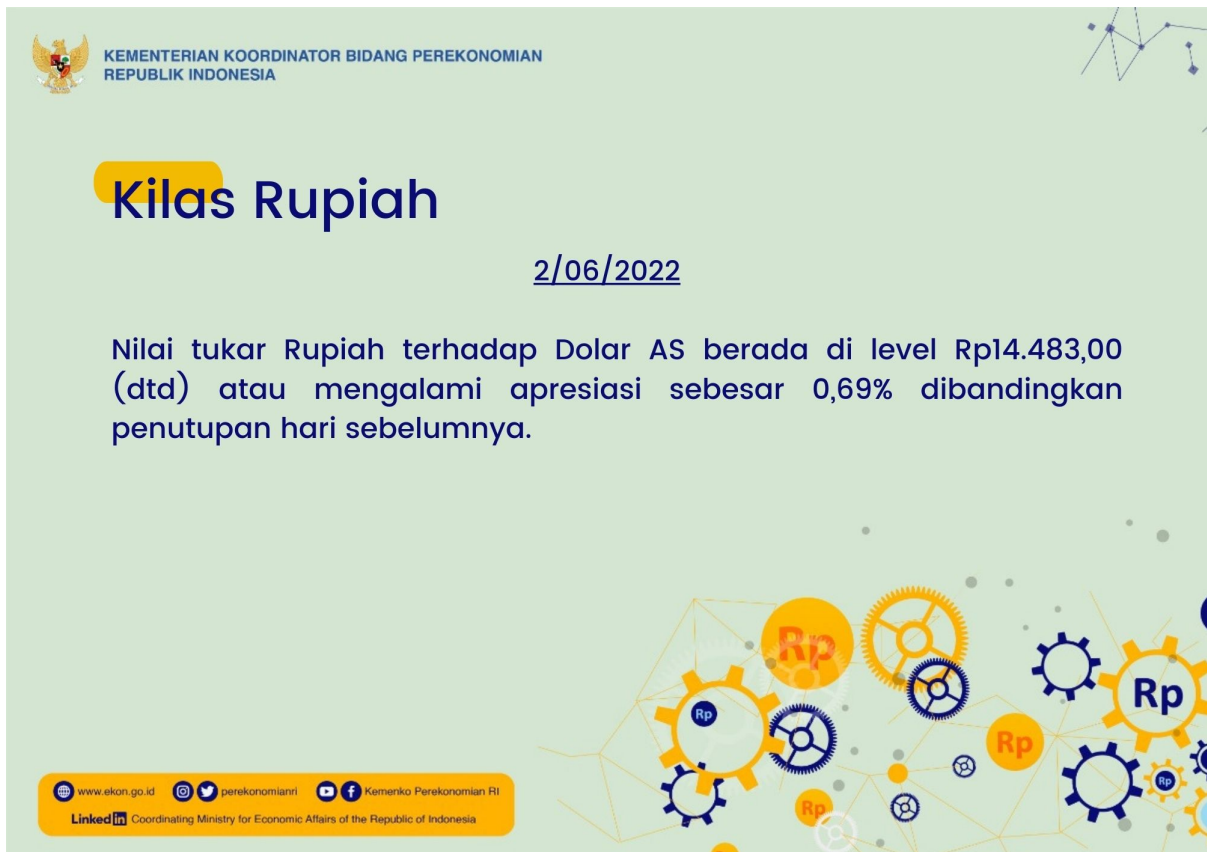 KEMENTERIAN KOORDINATOR BIDANG PEREKONOMIAN
REPUBLIK INDONESIA
Kilas Rupiah
2/06/2022
Nilai tukar Rupiah terhadap Dolar AS berada di level Rp14.483,00
(dtd) atau mengalami apresiasi sebesar 0,69% dibandingkan
penutupan hari sebelumnya.
Rp
Rp
Rp
Rp
Rp
Rp
www.ekon.go.id perekonomianri Kemenko Perekonomian RI
Linked in Coordinating Ministry for Economic Affairs of the Republic of Indonesia